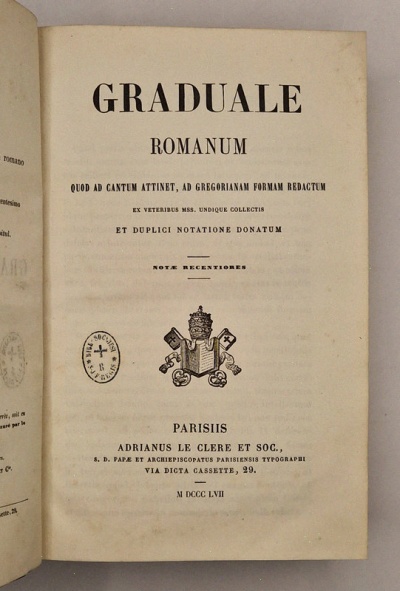 romano
GRADUALE
ROMANUM
QUOD AD CANTUM ATTINET, AD GREGORIANAM FORMAM REDACTUM
EX VETERIBUS MSS. UNDIQUE COLLECTIS
ET DUPLICI NOTATIONE DONATUM
NOTÆ RECENTIORES
PARISIIS
ADRIANUS LE CLERE ET SOC.,
S. D. PAPÆ ET ARCHIEPISCOPATUS PARISIENSIS TYPOGRAPHI
VIA DICTA CASSETTE, 29.
M DCCC LVII